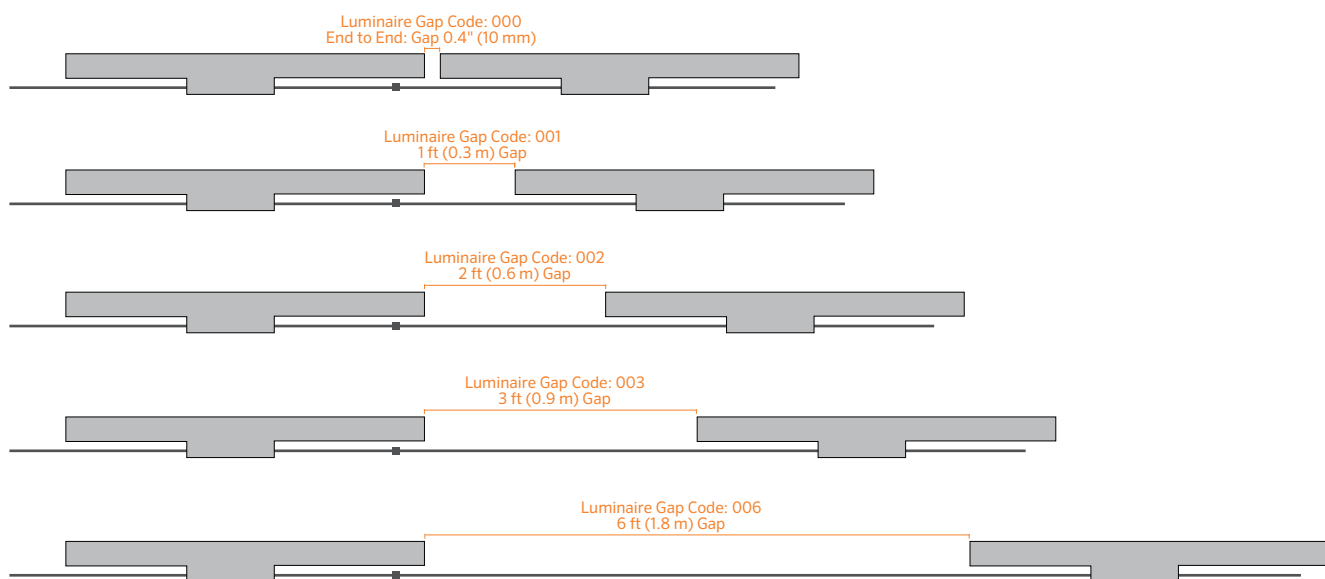 Luminaire Gap Code: 000
End to End: Gap 0.4" (10 mm)
Luminaire Gap Code: 001
1 ft (0.3 m) Gap
Luminaire Gap Code: 002
2 ft (0.6 m) Gap
Luminaire Gap Code: 003
3 ft (0.9 m) Gap
Luminaire Gap Code: 006
6 ft (1.8 m) Gap